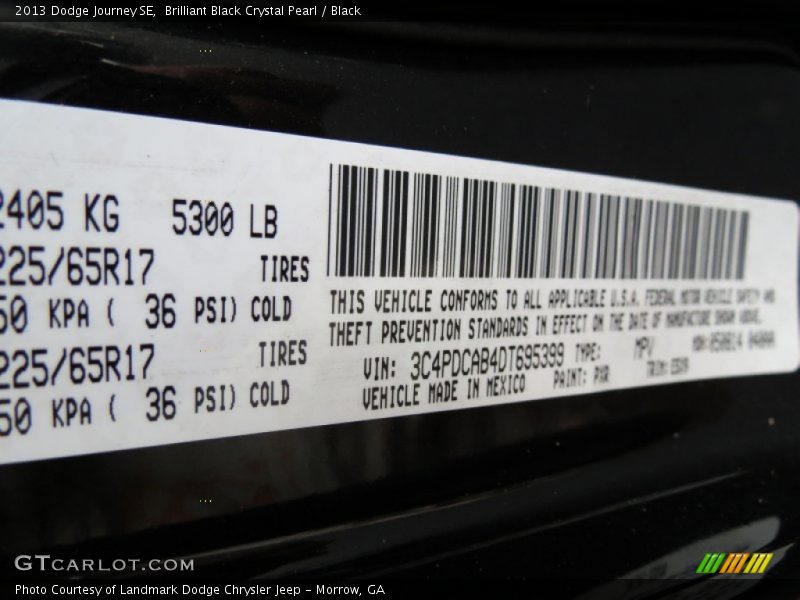 2013 Dodge Journey SE, Brilliant Black Crystal Pearl / Black
2405 KG 5300 LB
225/65R17 TIRES
50 KPA ( 36 PSI) COLD
225/65R17 TIRES
50 KPA ( 36 PSI) COLD
THIS VEHICLE CONFORMS TO ALL APPLICABLE U.S.A. FEDERAL MOTOR VEHICLE SAFETY AND
THEFT PREVENTION STANDARDS IN EFFECT ON THE DATE OF MANUFACTURE SHOWN ABOVE.
VIN: 3C4PDCAB4DT695399 TYPE: MPV
VEHICLE MADE IN MEXICO PAINT: PXR TRIM:
GTCARLOT.COM
Photo Courtesy of Landmark Dodge Chrysler Jeep - Morrow, GA